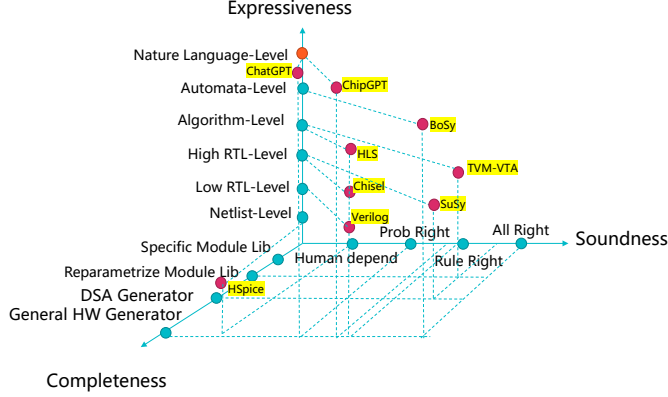 Expressiveness
Nature Language-Level
ChatGPT
ChipGPT
Automata-Level
Algorithm-Level
BoSy
High RTL-Level
HLS
TVM-VTA
Low RTL-Level
Chisel
SuSy
Netlist-Level
Verilog
Prob Right
All Right
Soundness
Specific Module Lib
Human depend
Rule Right
Reparametrize Module Lib
HSpice
DSA Generator
General HW Generator
Completeness